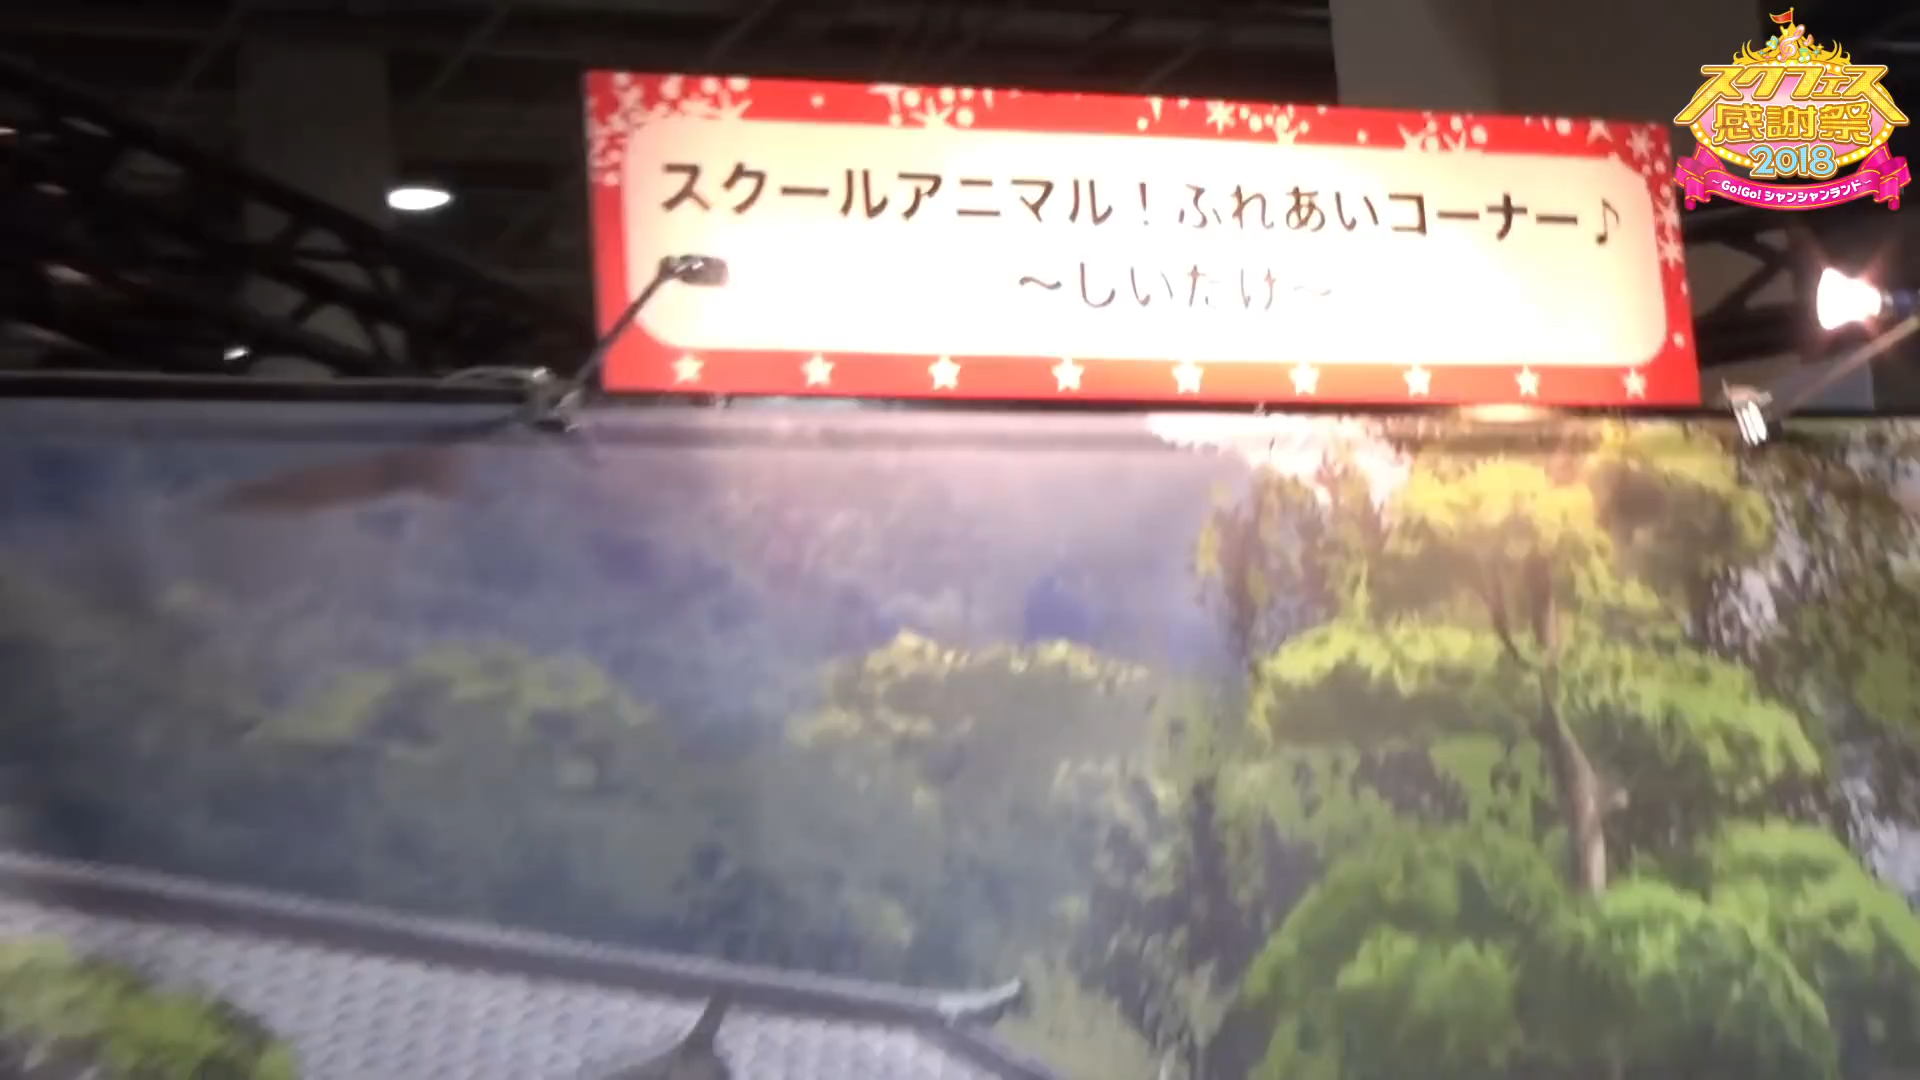 スクールアニマル！ふれあいコーナー♪
～しいたけ～
スクフェス
感謝祭
2018
～Go!Go! シャンシャンランド～